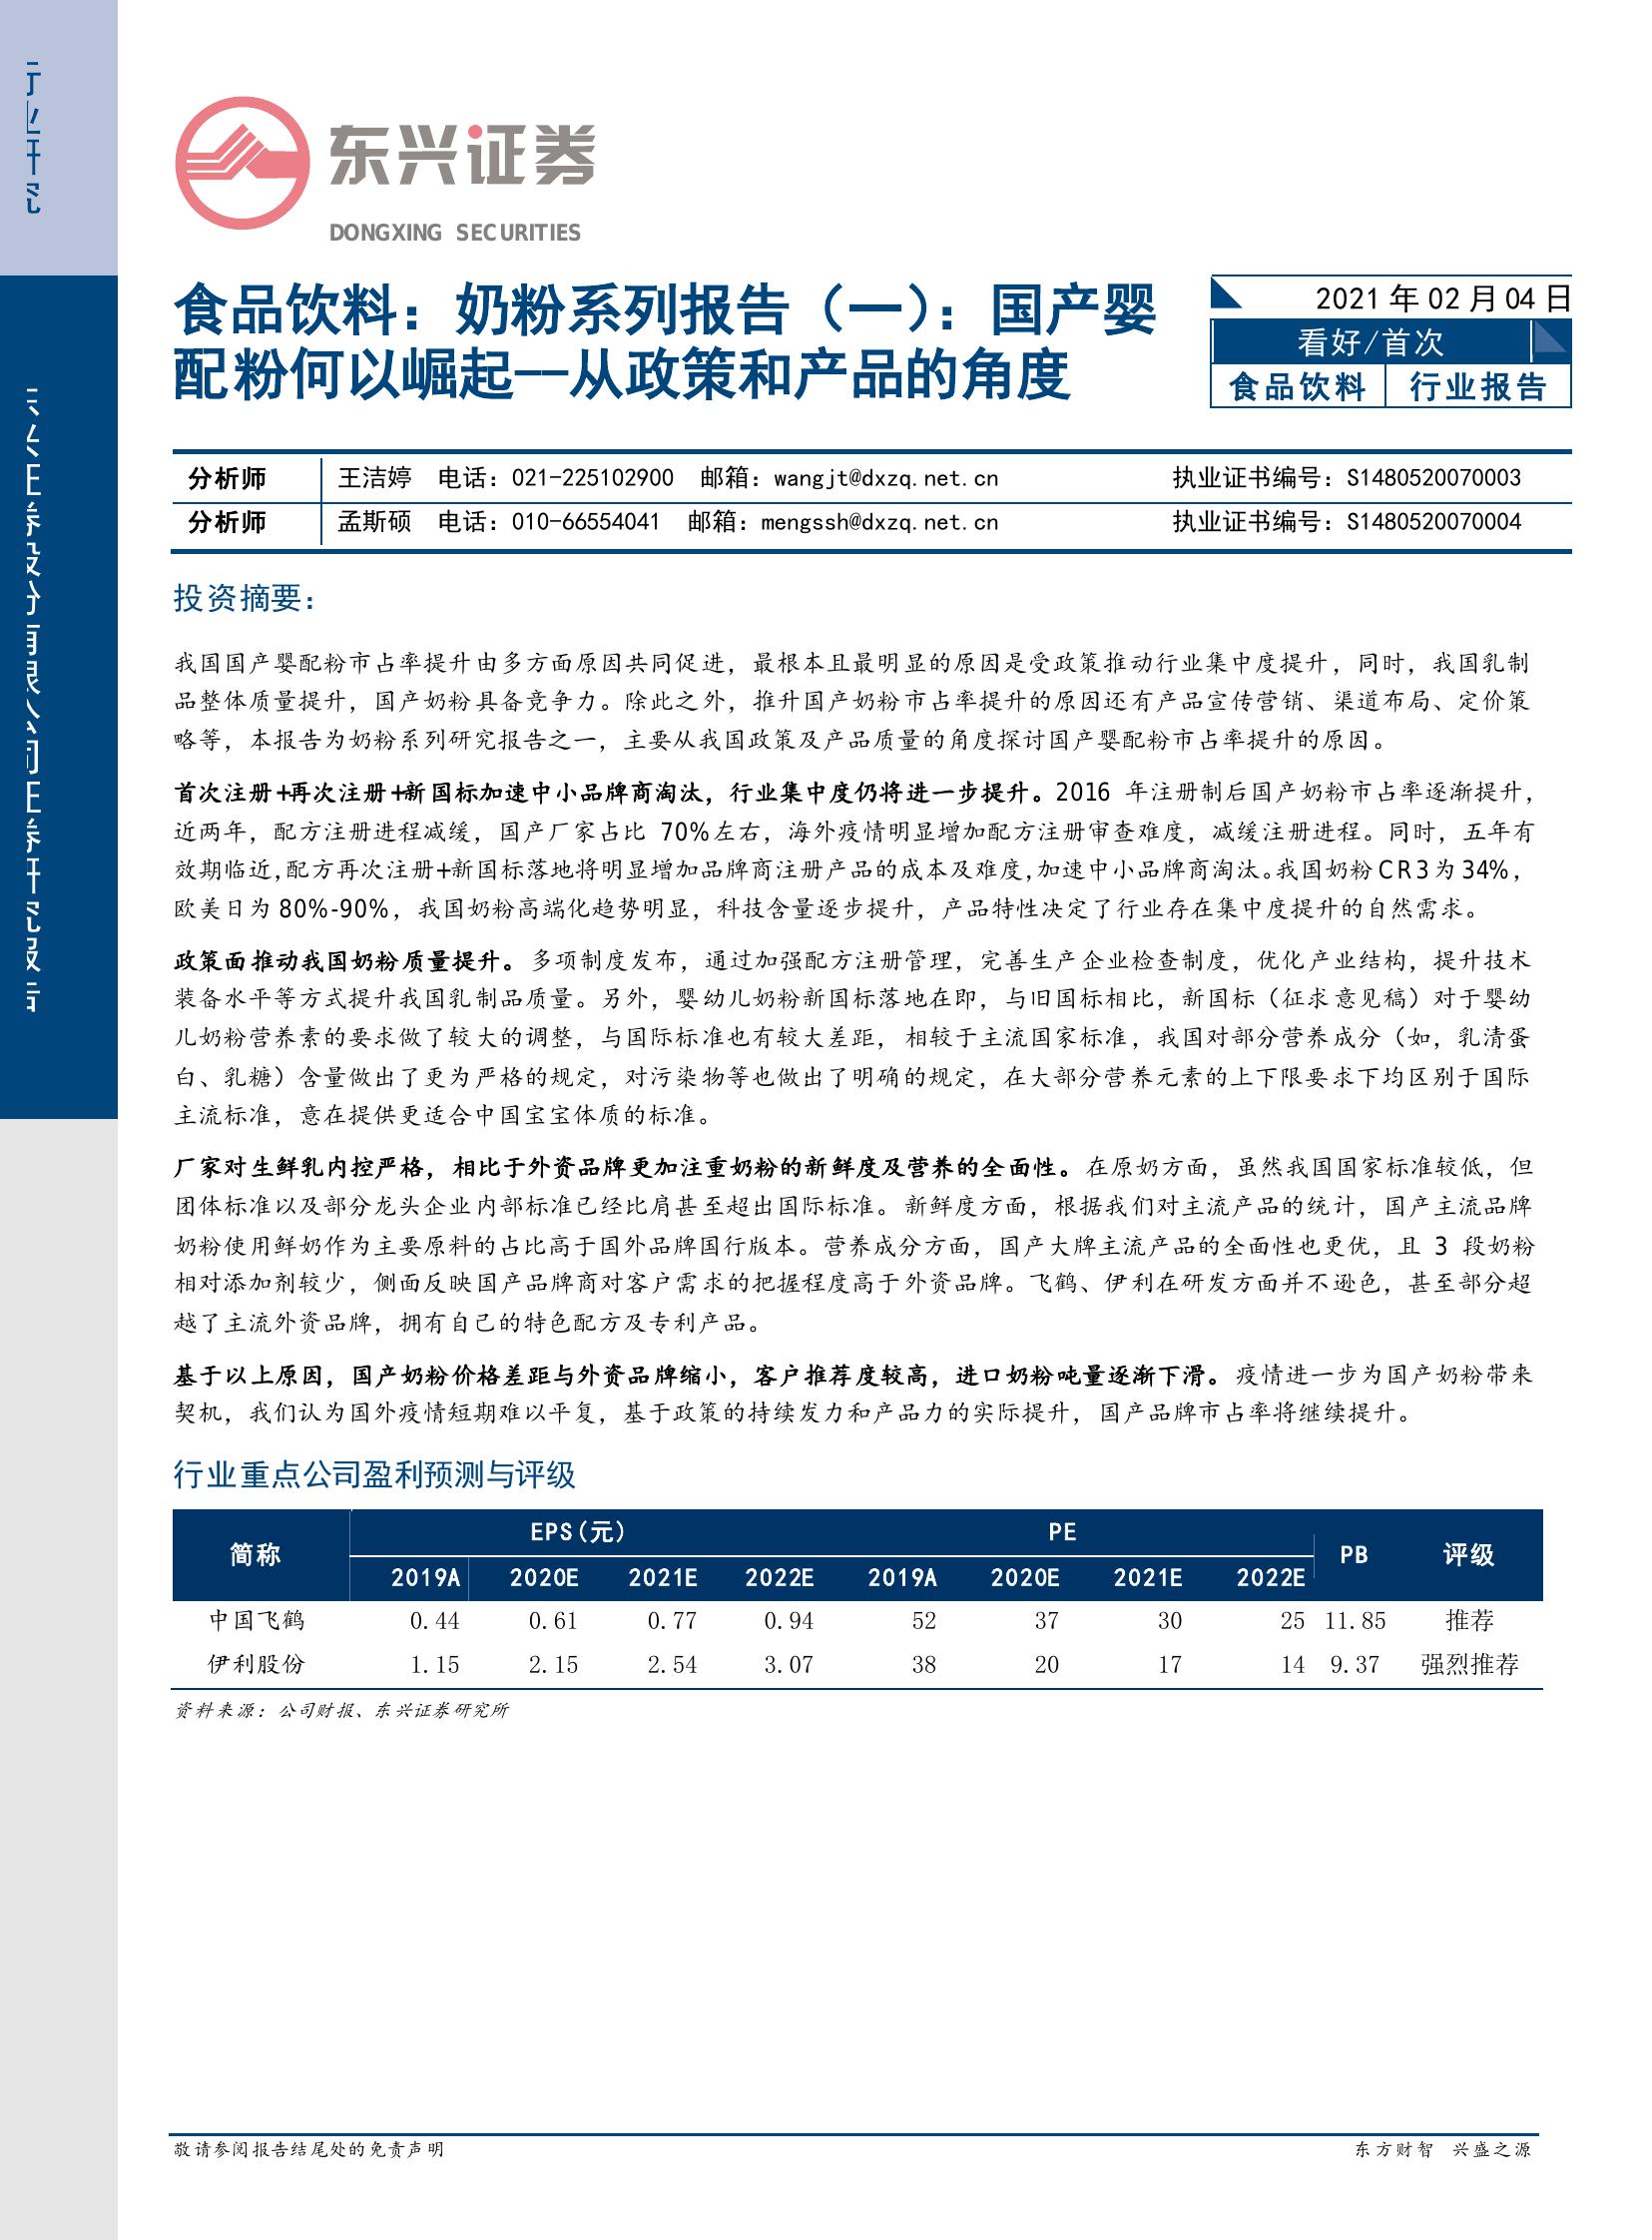 行业研究
东兴证券股份有限公司证券研究报告
东兴证券
DONGXING SECURITIES
食品饮料：奶粉系列报告（一）：国产婴
配粉何以崛起——从政策和产品的角度
2021 年 02 月 04 日
看好/首次
食品饮料 行业报告
分析师 王洁婷 电话：021-225102900 邮箱：wangjt@dxzq.net.cn 执业证书编号：S1480520070003
分析师 孟斯硕 电话：010-66554041 邮箱：mengssh@dxzq.net.cn 执业证书编号：S1480520070004
投资摘要：
我国国产婴配粉市占率提升由多方面原因共同促进，最根本且最明显的原因是受政策推动行业集中度提升，同时，我国乳制
品整体质量提升，国产奶粉具备竞争力。除此之外，推升国产奶粉市占率提升的原因还有产品宣传营销、渠道布局、定价策
略等，本报告为奶粉系列研究报告之一，主要从我国政策及产品质量的角度探讨国产婴配粉市占率提升的原因。
首次注册+再次注册+新国标加速中小品牌商淘汰，行业集中度仍将进一步提升。2016 年注册制后国产奶粉市占率逐渐提升，
近两年，配方注册进程减缓，国产厂家占比 70%左右，海外疫情明显增加配方注册审查难度，减缓注册进程。同时，五年有
效期临近，配方再次注册+新国标落地将明显增加品牌商注册产品的成本及难度，加速中小品牌商淘汰。我国奶粉 CR3 为 34%，
欧美日为 80%-90%，我国奶粉高端化趋势明显，科技含量逐步提升，产品特性决定了行业存在集中度提升的自然需求。
政策面推动我国奶粉质量提升。多项制度发布，通过加强配方注册管理，完善生产企业检查制度，优化产业结构，提升技术
装备水平等方式提升我国乳制品质量。另外，婴幼儿奶粉新国标落地在即，与旧国标相比，新国标（征求意见稿）对于婴幼
儿奶粉营养素的要求做了较大的调整，与国际标准也有较大差距，相较于主流国家标准，我国对部分营养成分（如，乳清蛋
白、乳糖）含量做出了更为严格的规定，对污染物等也做出了明确的规定，在大部分营养元素的上下限要求下均区别于国际
主流标准，意在提供更适合中国宝宝体质的标准。
厂家对生鲜乳内控严格，相比于外资品牌更加注重奶粉的新鲜度及营养的全面性。在原奶方面，虽然我国国家标准较低，但
团体标准以及部分龙头企业内部标准已经比肩甚至超出国际标准。新鲜度方面，根据我们对主流产品的统计，国产主流品牌
奶粉使用鲜奶作为主要原料的占比高于国外品牌国行版本。营养成分方面，国产大牌主流产品的全面性也更优，且 3 段奶粉
相对添加剂较少，侧面反映国产品牌商对客户需求的把握程度高于外资品牌。飞鹤、伊利在研发方面并不逊色，甚至部分超
越了主流外资品牌，拥有自己的特色配方及专利产品。
基于以上原因，国产奶粉价格差距与外资品牌缩小，客户推荐度较高，进口奶粉吨量逐渐下滑。疫情进一步为国产奶粉带来
契机，我们认为国外疫情短期难以平复，基于政策的持续发力和产品力的实际提升，国产品牌市占率将继续提升。
行业重点公司盈利预测与评级
简称 EPS(元) PE PB 评级
2019A 2020E 2021E 2022E 2019A 2020E 2021E 2022E
中国飞鹤 0.44 0.61 0.77 0.94 52 37 30 25 11.85 推荐
伊利股份 1.15 2.15 2.54 3.07 38 20 17 14 9.37 强烈推荐
资料来源：公司财报、东兴证券研究所
敬请参阅报告结尾处的免责声明 东方财智 兴盛之源